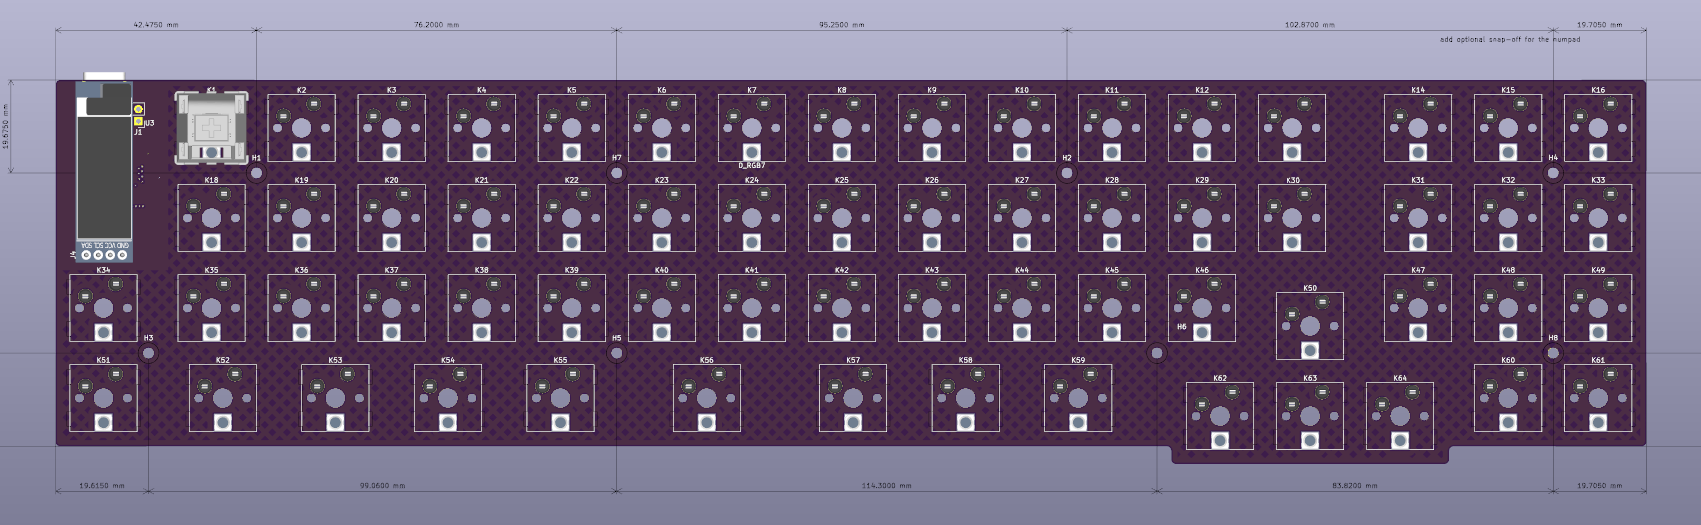 42.4750 mm 76.2000 mm 95.2500 mm 102.8700 mm 19.7050 mm
add optional snap-off for the numpad
19.6750 mm
K1 K2 K3 K4 K5 K6 K7 K8 K9 K10 K11 K12 K14 K15 K16
U3
J1
H1 H7 H2 H4
D_RGB7
K18 K19 K20 K21 K22 K23 K24 K25 K26 K27 K28 K29 K30 K31 K32 K33
GND VCC SCL SDA
K34 K35 K36 K37 K38 K39 K40 K41 K42 K43 K44 K45 K46 K47 K48 K49
K50
H6
H3 H5 H8
K51 K52 K53 K54 K55 K56 K57 K58 K59 K60 K61
K62 K63 K64
19.6150 mm 99.0600 mm 114.3000 mm 83.8200 mm 19.7050 mm